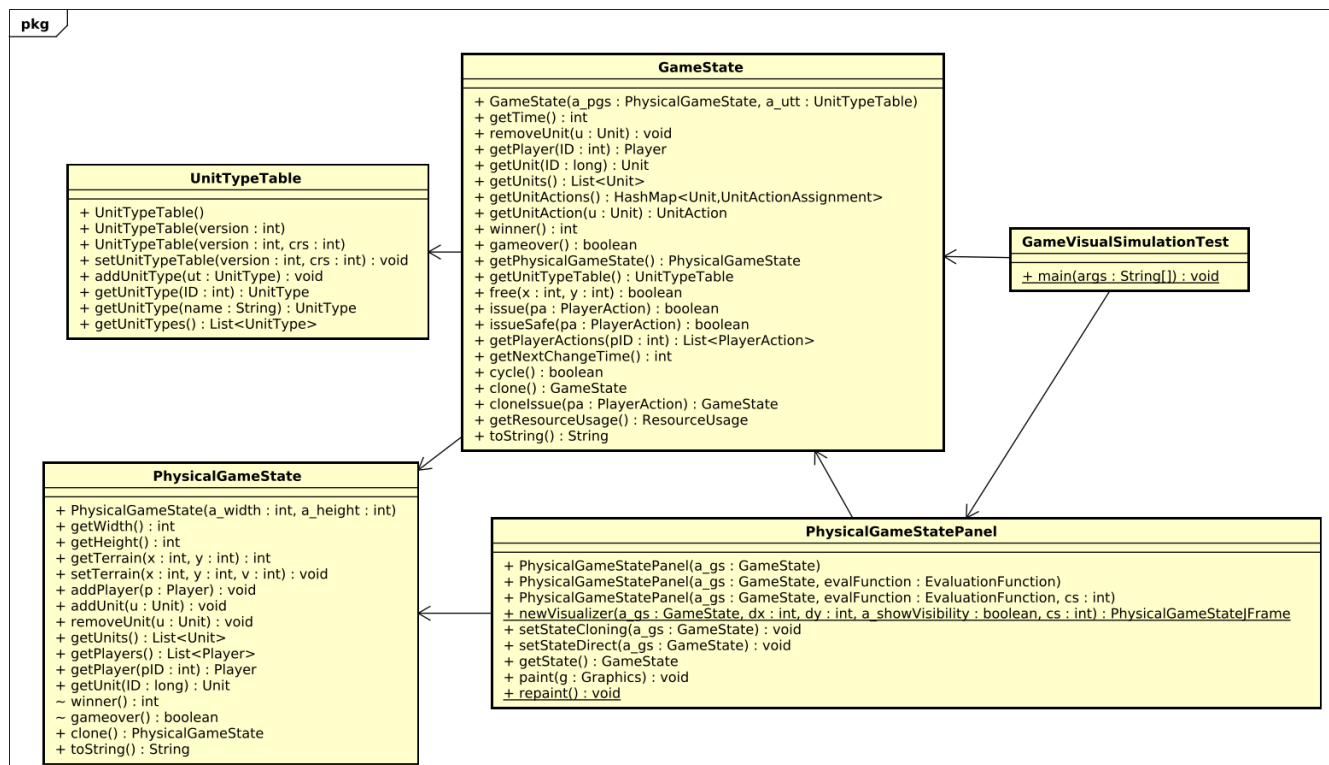 pkg
GameState
+ GameState(a_pgs : PhysicalGameState, a_utt : UnitTypeTable)
+ getTime() : int
+ removeUnit(u : Unit) : void
+ getPlayer(ID : int) : Player
+ getUnit(ID : long) : Unit
+ getUnits() : List<Unit>
+ getUnitActions() : HashMap<Unit,UnitActionAssignment>
+ getUnitAction(u : Unit) : UnitAction
+ winner() : int
+ gameover() : boolean
+ getPhysicalGameState() : PhysicalGameState
+ getUnitTypeTable() : UnitTypeTable
+ free(x : int, y : int) : boolean
+ issue(pa : PlayerAction) : boolean
+ issueSafe(pa : PlayerAction) : boolean
+ getPlayerActions(pID : int) : List<PlayerAction>
+ getNextChangeTime() : int
+ cycle() : boolean
+ clone() : GameState
+ cloneIssue(pa : PlayerAction) : GameState
+ getResourceUsage() : ResourceUsage
+ toString() : String
UnitTypeTable
+ UnitTypeTable()
+ UnitTypeTable(version : int)
+ UnitTypeTable(version : int, crs : int)
+ setUnitTypeTable(version : int, crs : int) : void
+ addUnitType(ut : UnitType) : void
+ getUnitType(ID : int) : UnitType
+ getUnitType(name : String) : UnitType
+ getUnitTypes() : List<UnitType>
GameVisualSimulationTest
+ main(args : String[]) : void
PhysicalGameState
+ PhysicalGameState(a_width : int, a_height : int)
+ getWidth() : int
+ getHeight() : int
+ getTerrain(x : int, y : int) : int
+ setTerrain(x : int, y : int, v : int) : void
+ addPlayer(p : Player) : void
+ addUnit(u : Unit) : void
+ removeUnit(u : Unit) : void
+ getUnits() : List<Unit>
+ getPlayers() : List<Player>
+ getPlayer(pID : int) : Player
+ getUnit(ID : long) : Unit
~ winner() : int
~ gameover() : boolean
+ clone() : PhysicalGameState
+ toString() : String
PhysicalGameStatePanel
+ PhysicalGameStatePanel(a_gs : GameState)
+ PhysicalGameStatePanel(a_gs : GameState, evalFunction : EvaluationFunction)
+ PhysicalGameStatePanel(a_gs : GameState, evalFunction : EvaluationFunction, cs : int)
+ newVisualizer(a_gs : GameState, dx : int, dy : int, a_showVisibility : boolean, cs : int) : PhysicalGameStateJFrame
+ setStateCloning(a_gs : GameState) : void
+ setStateDirect(a_gs : GameState) : void
+ getState() : GameState
+ paint(g : Graphics) : void
+ repaint() : void